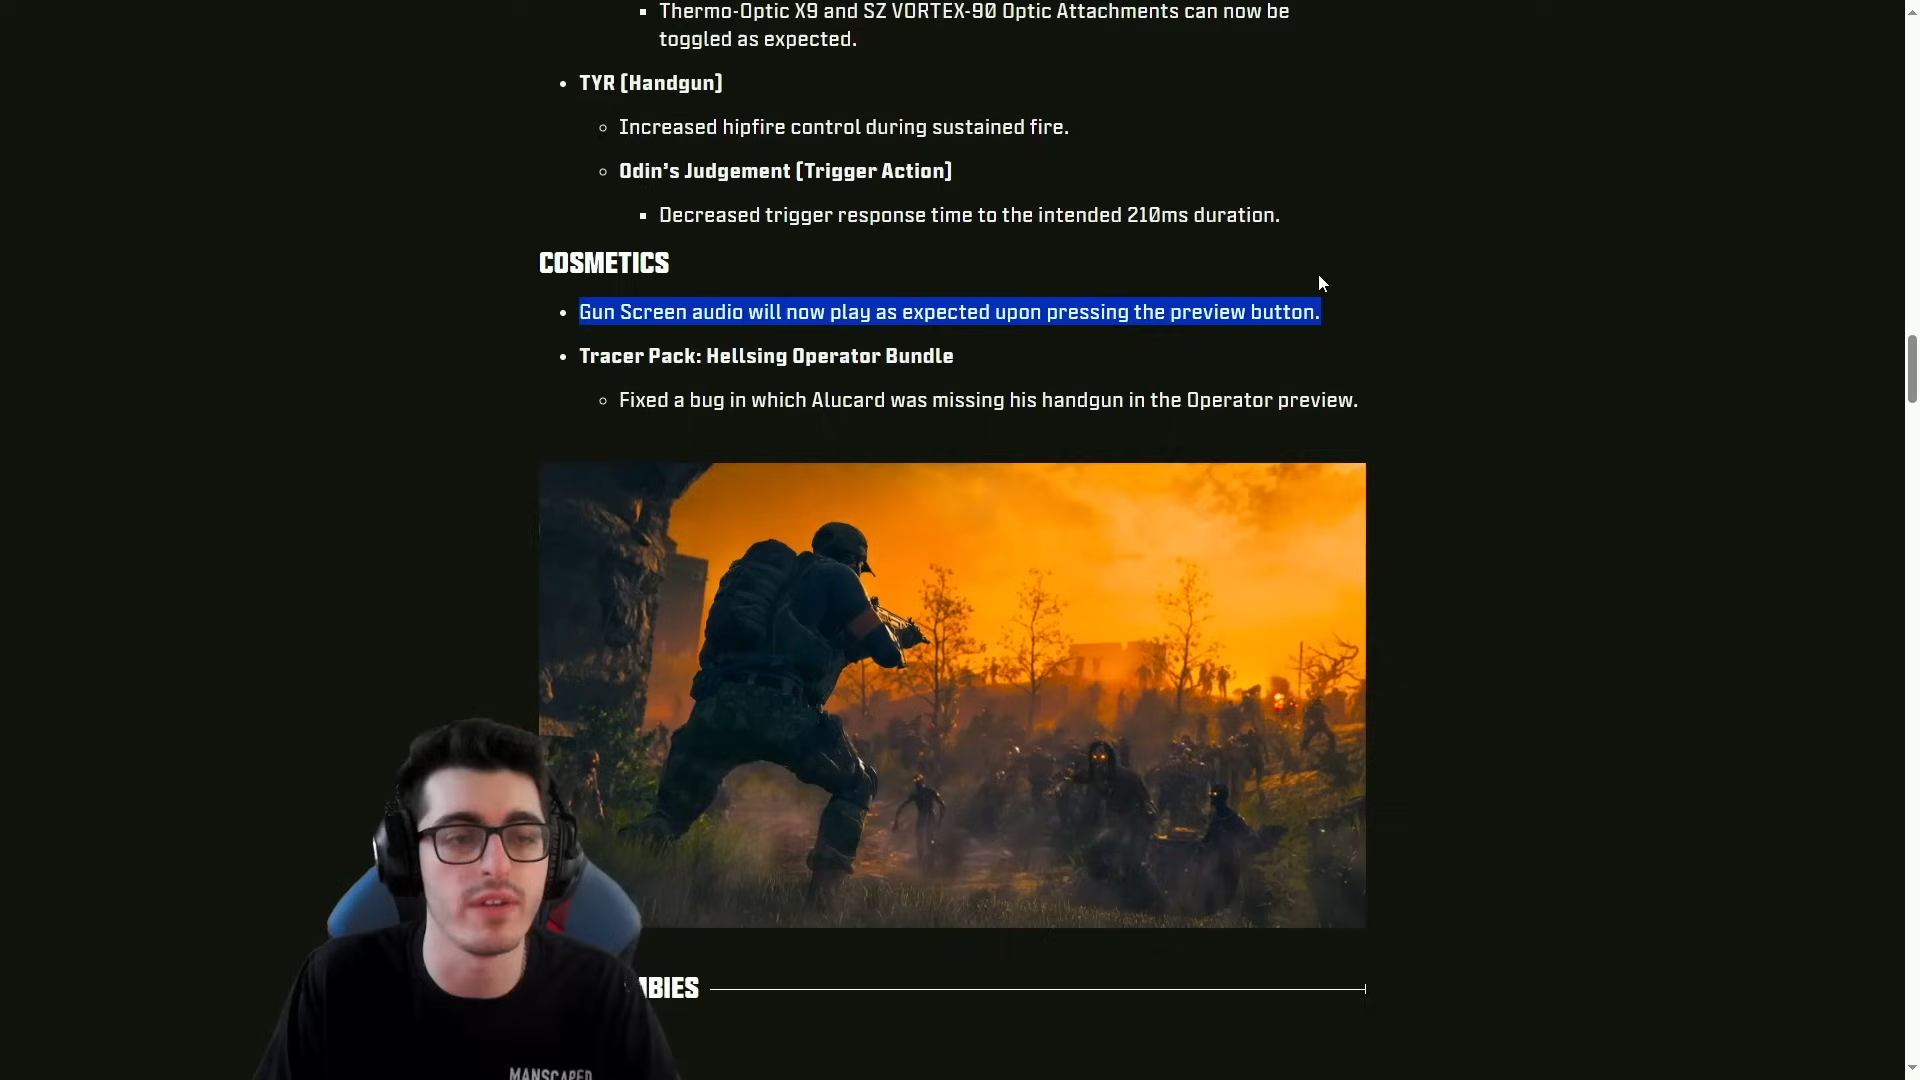 Thermo-Optic X9 and SZ VORTEX-90 Optic Attachments can now be
toggled as expected.
TYR [Handgun]
Increased hipfire control during sustained fire.
Odin’s Judgement [Trigger Action]
Decreased trigger response time to the intended 210ms duration.
COSMETICS
Gun Screen audio will now play as expected upon pressing the preview button.
Tracer Pack: Hellsing Operator Bundle
Fixed a bug in which Alucard was missing his handgun in the Operator preview.
BIES
MANSCAPED